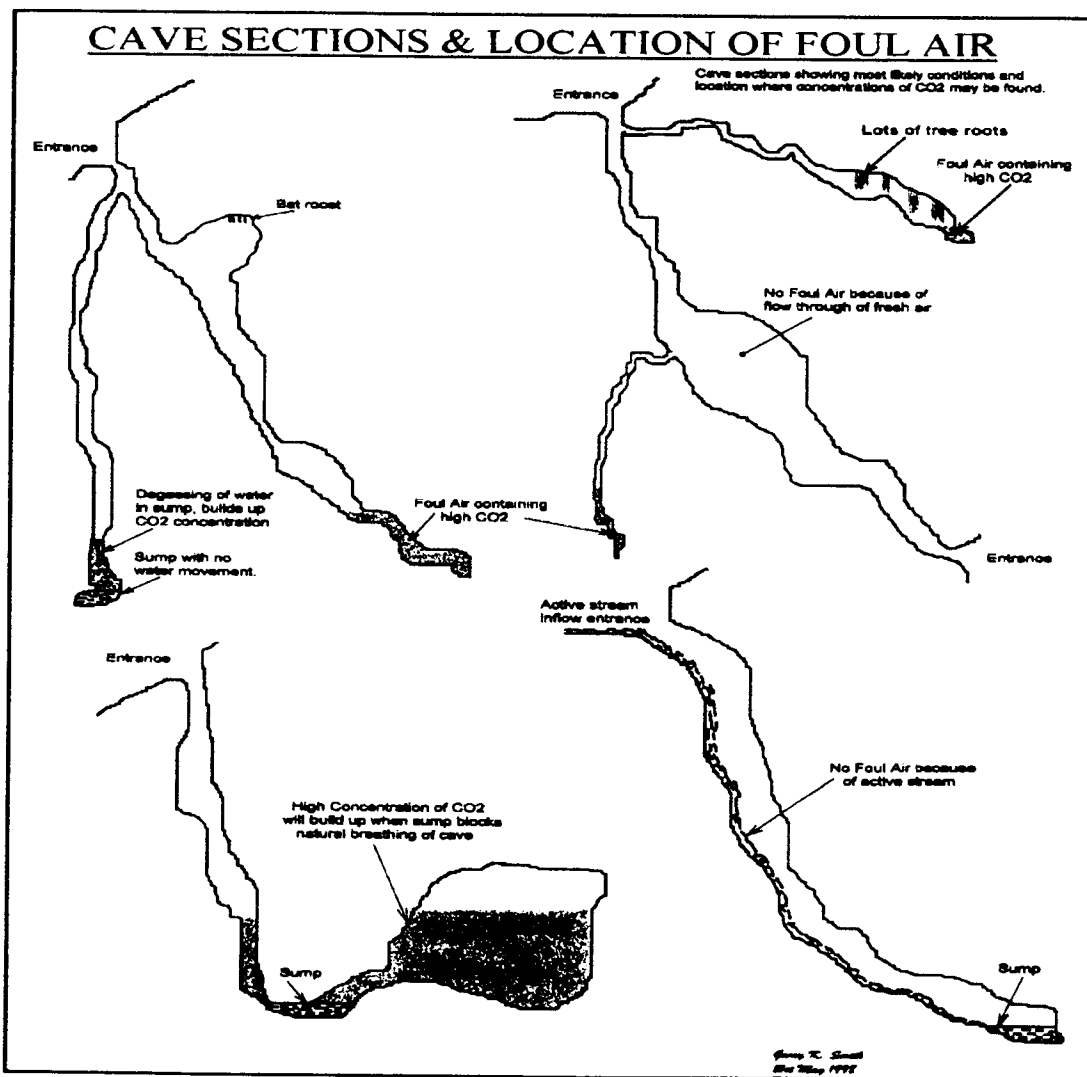 CAVE SECTIONS & LOCATION OF FOUL AIR
Cave sections showing most likely conditions and
location where concentrations of CO2 may be found.
Entrance
Bat roost
Degassing of water
in sump, builds up
CO2 concentration
Sump with no
water movement.
Foul Air containing
high CO2
Entrance
Lots of tree roots
Foul Air containing
high CO2
No Foul Air because of
flow through of fresh air
Entrance
Entrance
High Concentration of CO2
will build up when sump blocks
natural breathing of cave
Sump
Active stream
inflow entrance
No Foul Air because
of active stream
Sump
Garry K. Smith
May 1998